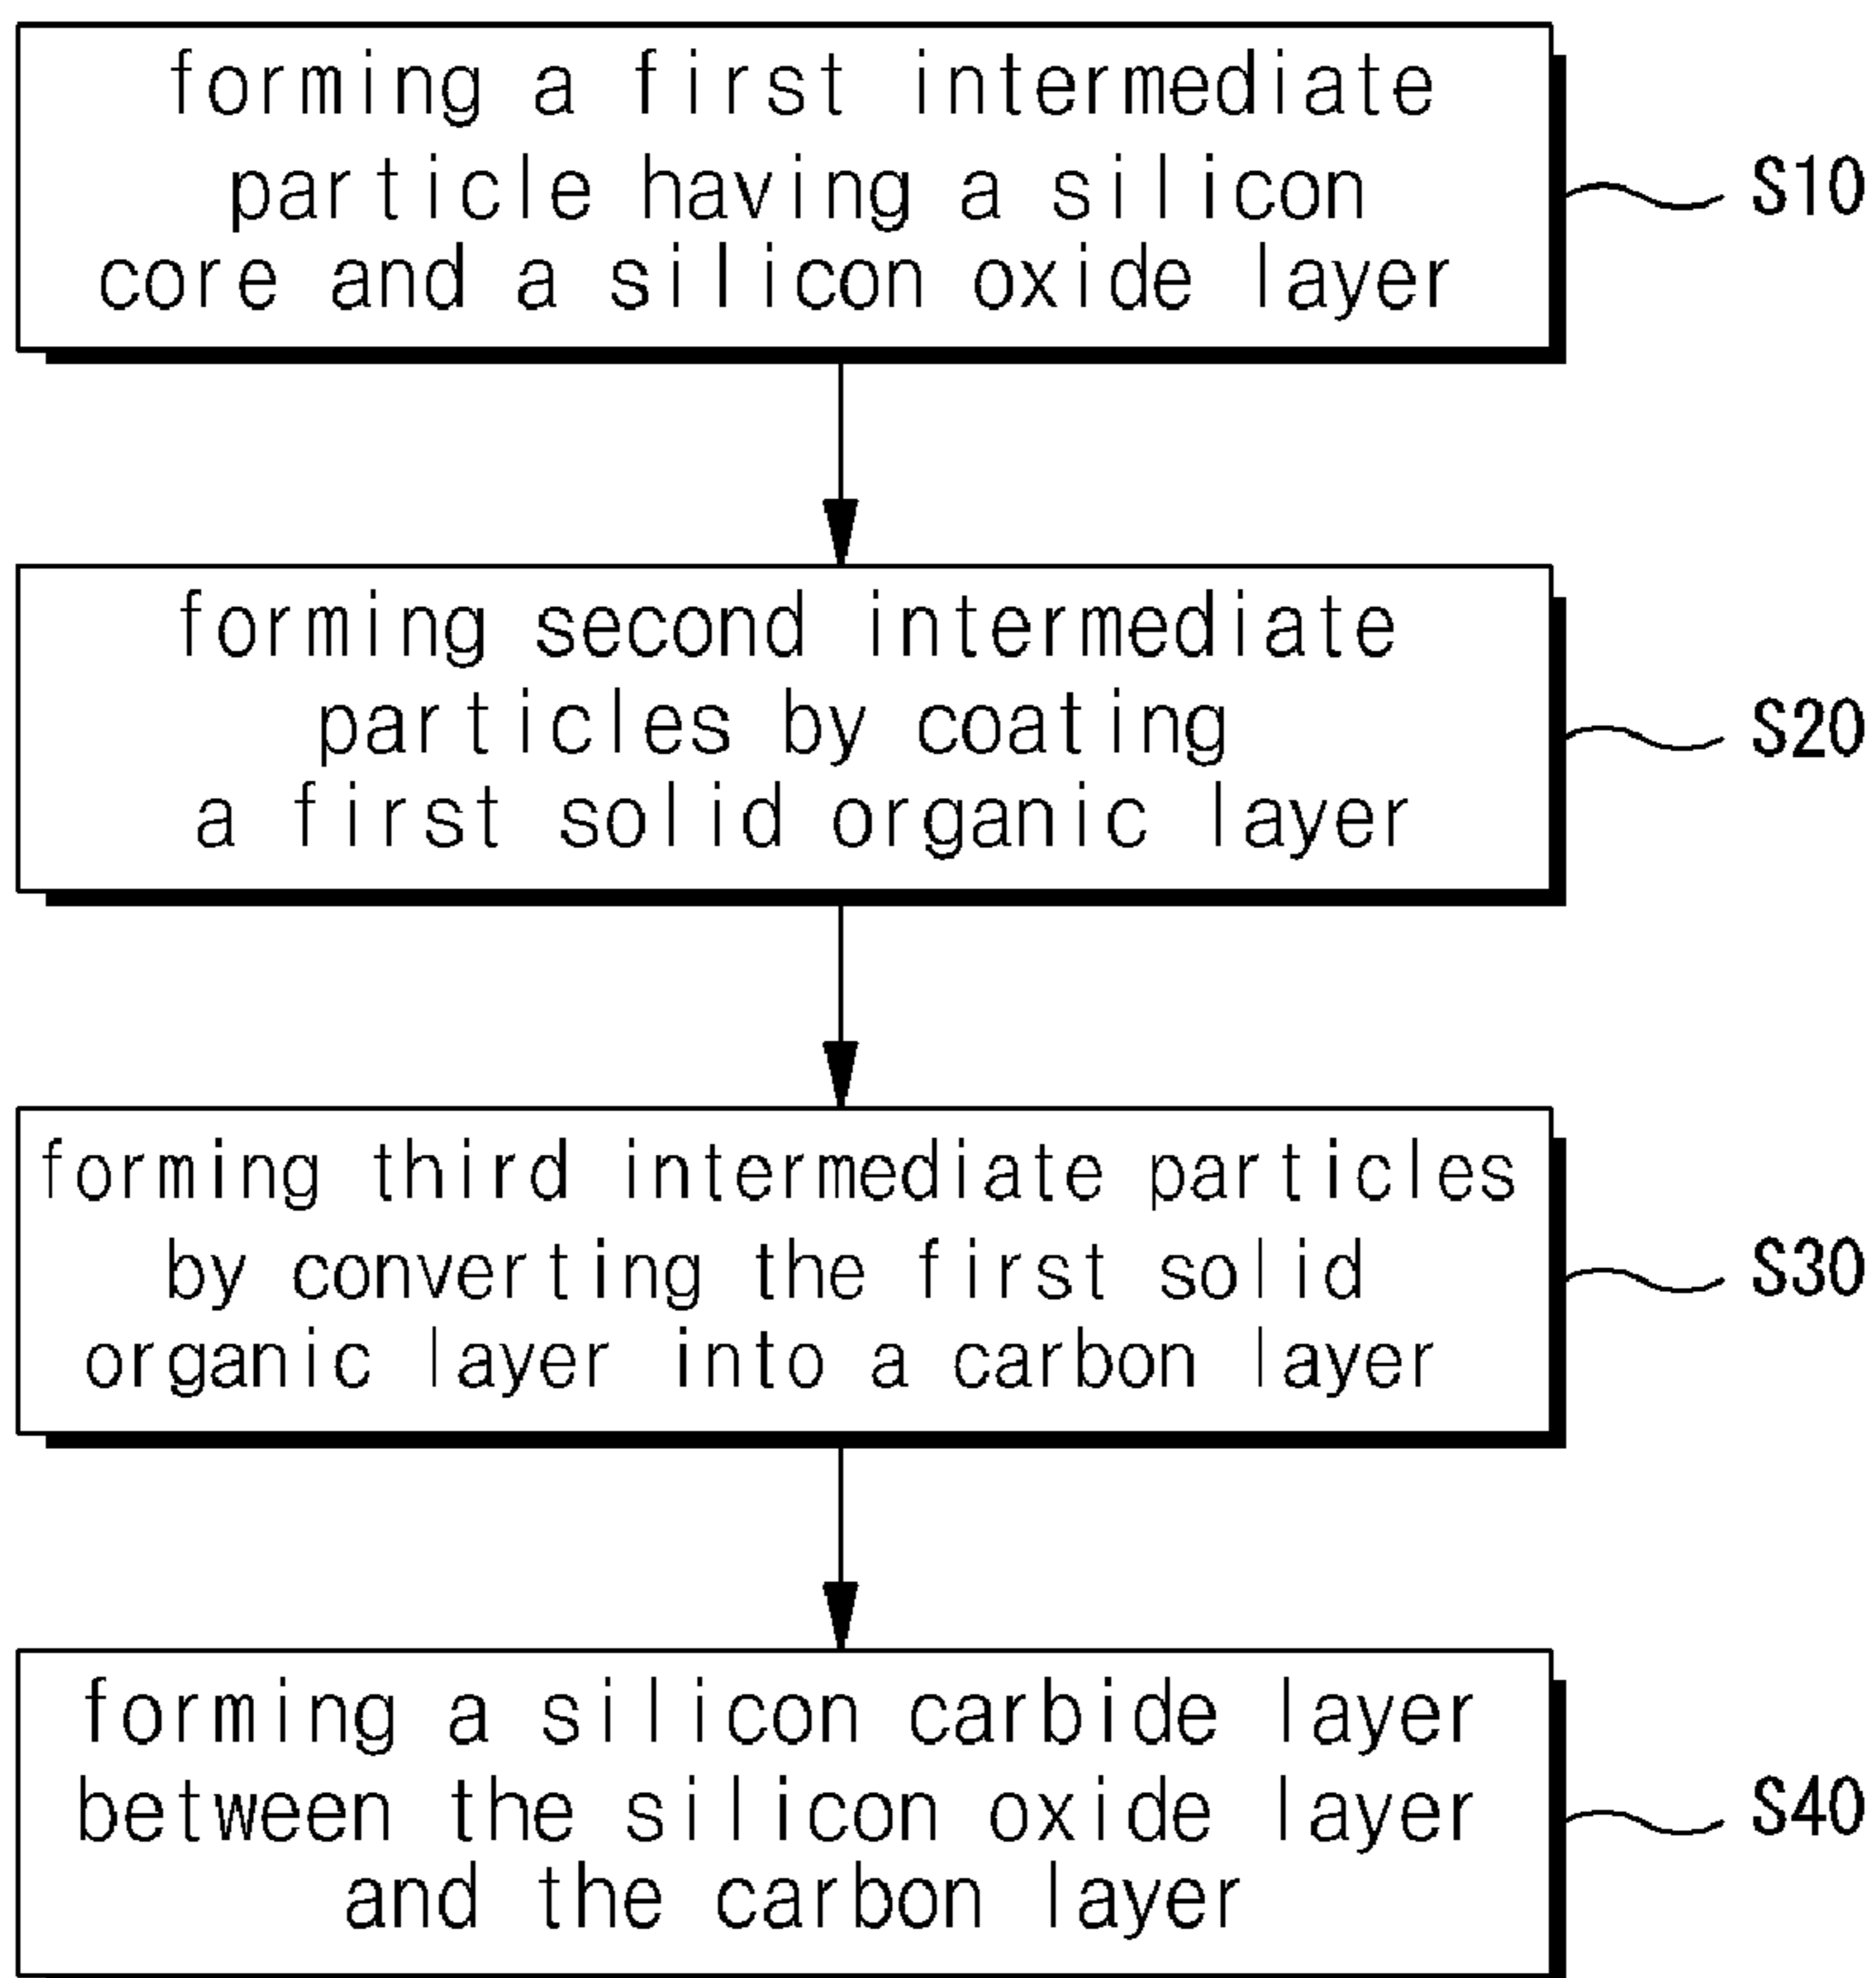 forming a first intermediate
particle having a silicon
core and a silicon oxide layer
S10
forming second intermediate
particles by coating
a first solid organic layer
S20
forming third intermediate particles
by converting the first solid
organic layer into a carbon layer
S30
forming a silicon carbide layer
between the silicon oxide layer
and the carbon layer
S40